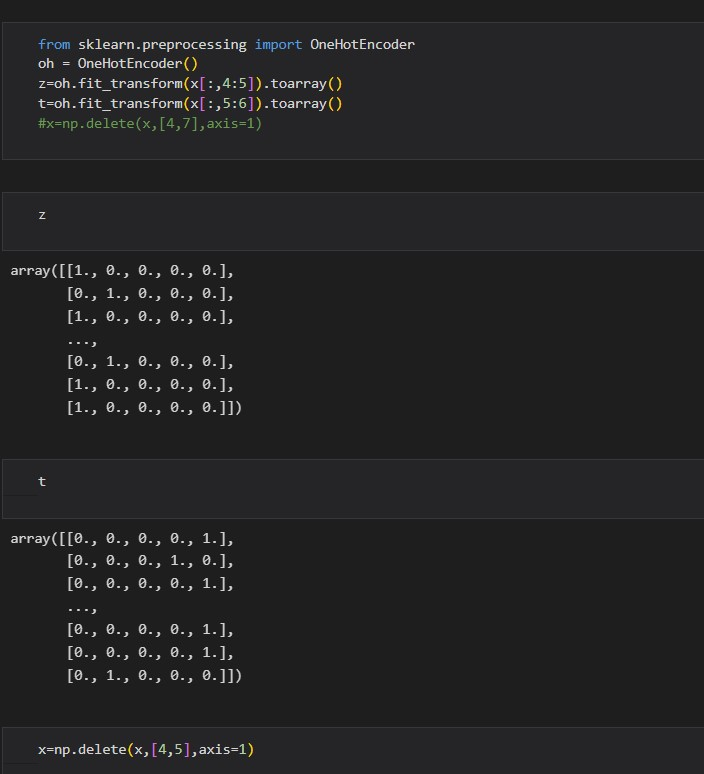 from sklearn.preprocessing import OneHotEncoder
oh = OneHotEncoder()
z=oh.fit_transform(x[:,4:5]).toarray()
t=oh.fit_transform(x[:,5:6]).toarray()
#x=np.delete(x,[4,7],axis=1)
z
array([[1., 0., 0., 0., 0.],
[0., 1., 0., 0., 0.],
[1., 0., 0., 0., 0.],
...,
[0., 1., 0., 0., 0.],
[1., 0., 0., 0., 0.],
[1., 0., 0., 0., 0.]])
t
array([[0., 0., 0., 0., 1.],
[0., 0., 0., 1., 0.],
[0., 0., 0., 0., 1.],
...,
[0., 0., 0., 0., 1.],
[0., 0., 0., 0., 1.],
[0., 1., 0., 0., 0.]])
x=np.delete(x,[4,5],axis=1)